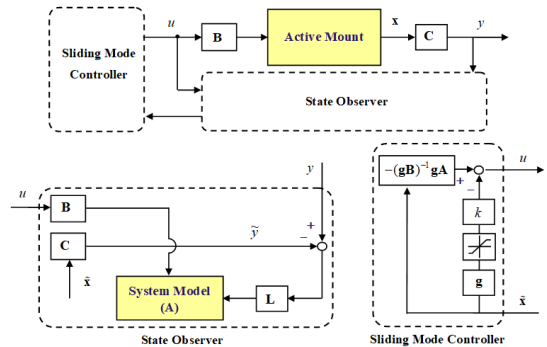 u
B
Active Mount
x
C
y
Sliding Mode
Controller
State Observer
y
u
B
C
ỹ
+
−
x̃
System Model
(A)
L
State Observer
−(gB)⁻¹gA
+
−
u
k
g
x̃
Sliding Mode Controller